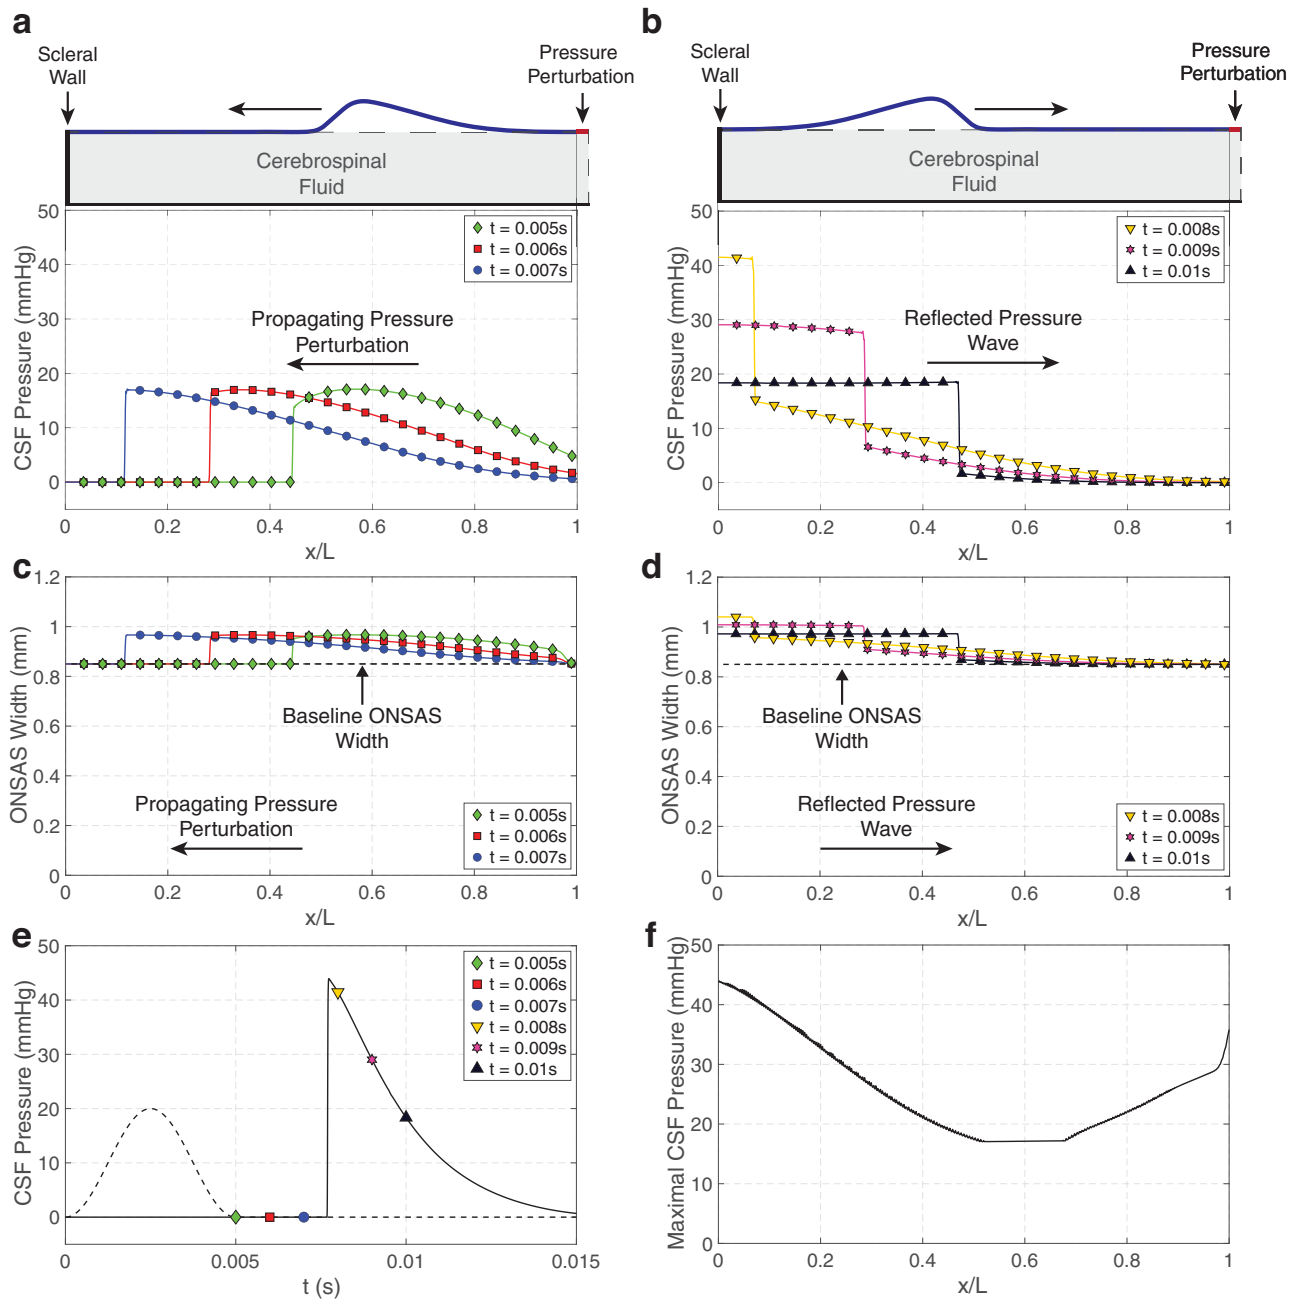 a
Scleral
Wall
Pressure
Perturbation
Cerebrospinal
Fluid
50
40
30
20
10
0
CSF Pressure (mmHg)
t = 0.005s
t = 0.006s
t = 0.007s
Propagating Pressure
Perturbation
0 0.2 0.4 0.6 0.8 1
x/L
b
Scleral
Wall
Pressure
Perturbation
Cerebrospinal
Fluid
50
40
30
20
10
0
CSF Pressure (mmHg)
t = 0.008s
t = 0.009s
t = 0.01s
Reflected Pressure
Wave
0 0.2 0.4 0.6 0.8 1
x/L
c
1.2
1
0.8
0.6
0.4
0.2
0
ONSAS Width (mm)
Baseline ONSAS
Width
Propagating Pressure
Perturbation
t = 0.005s
t = 0.006s
t = 0.007s
0 0.2 0.4 0.6 0.8 1
x/L
d
1.2
1
0.8
0.6
0.4
0.2
0
ONSAS Width (mm)
Baseline ONSAS
Width
Reflected Pressure
Wave
t = 0.008s
t = 0.009s
t = 0.01s
0 0.2 0.4 0.6 0.8 1
x/L
e
50
40
30
20
10
0
CSF Pressure (mmHg)
t = 0.005s
t = 0.006s
t = 0.007s
t = 0.008s
t = 0.009s
t = 0.01s
0 0.005 0.01 0.015
t (s)
f
50
40
30
20
10
0
Maximal CSF Pressure (mmHg)
0 0.2 0.4 0.6 0.8 1
x/L